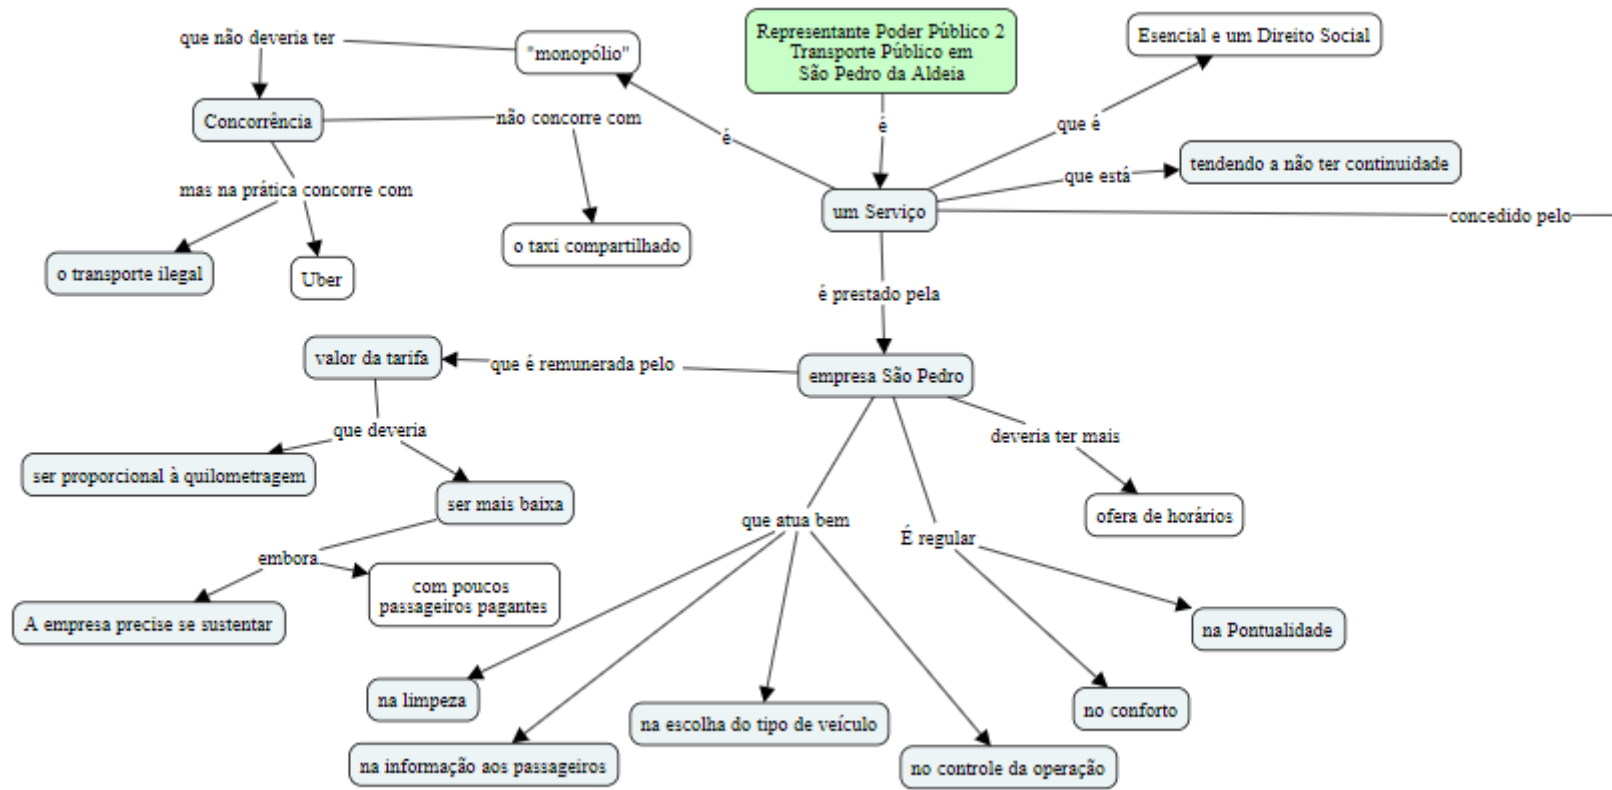 Representante Poder Público 2
Transporte Público em
São Pedro da Aldeia
Esencial e um Direito Social
que não deveria ter
"monopólio"
Concorrência
não concorre com
é
é
que é
tendendo a não ter continuidade
que está
mas na prática concorre com
um Serviço
concedido pelo
o taxi compartilhado
o transporte ilegal
Uber
é prestado pela
valor da tarifa
que é remunerada pelo
empresa São Pedro
que deveria
deveria ter mais
ser proporcional à quilometragem
ser mais baixa
ofera de horários
que atua bem
É regular
embora
com poucos
passageiros pagantes
A empresa precise se sustentar
na Pontualidade
na limpeza
na escolha do tipo de veículo
no conforto
na informação aos passageiros
no controle da operação